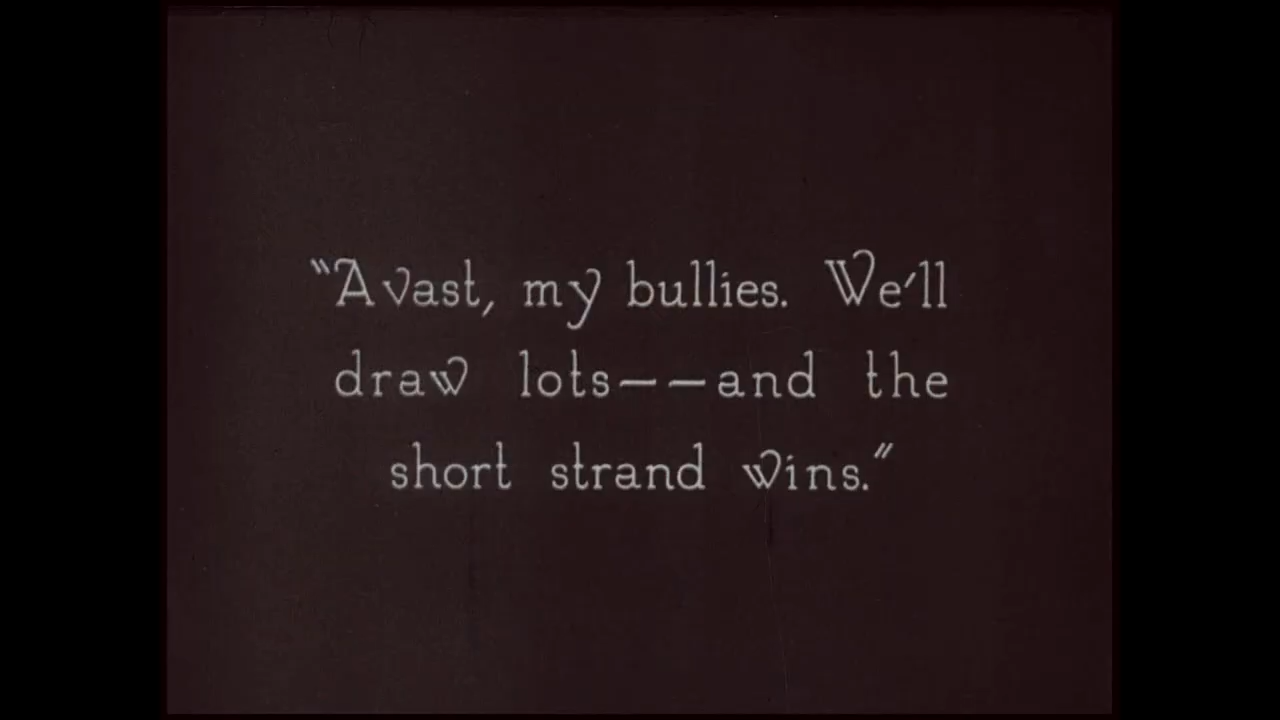 "Avast, my bullies. We'll
draw lots——and the
short strand wins."